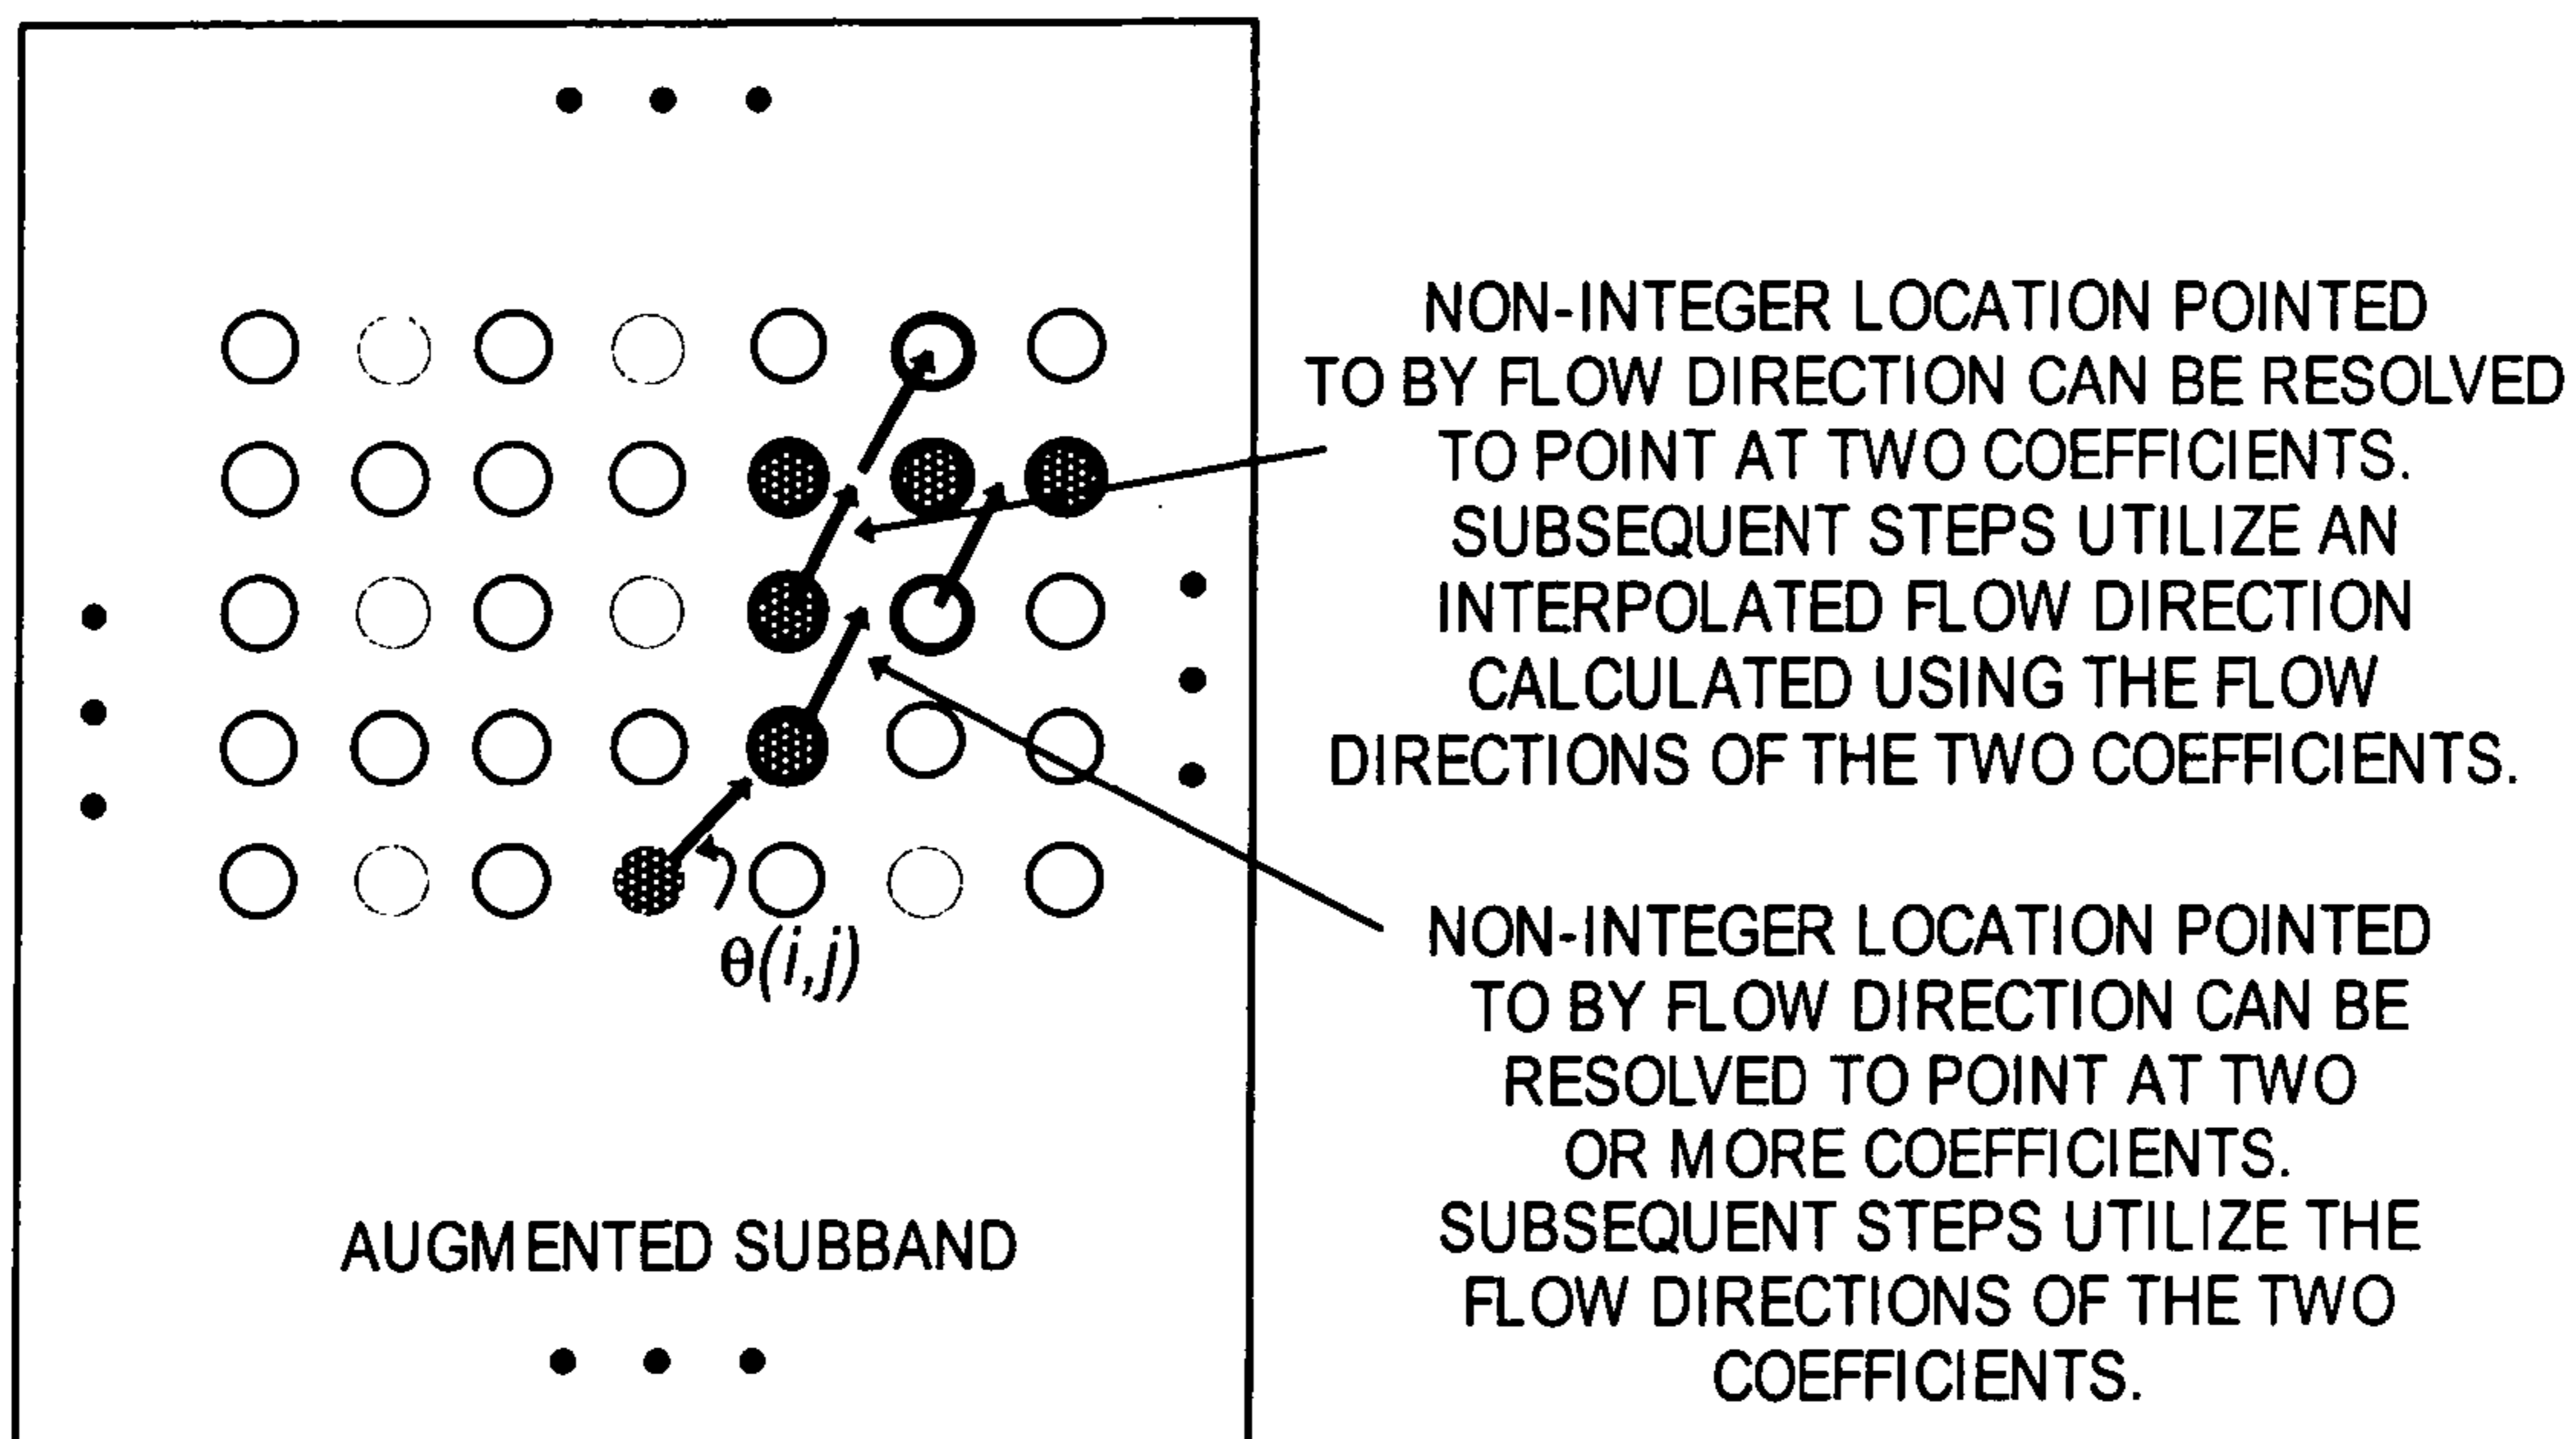 NON-INTEGER LOCATION POINTED
TO BY FLOW DIRECTION CAN BE RESOLVED
TO POINT AT TWO COEFFICIENTS.
SUBSEQUENT STEPS UTILIZE AN
INTERPOLATED FLOW DIRECTION
CALCULATED USING THE FLOW
DIRECTIONS OF THE TWO COEFFICIENTS.
θ(i,j)
NON-INTEGER LOCATION POINTED
TO BY FLOW DIRECTION CAN BE
RESOLVED TO POINT AT TWO
OR MORE COEFFICIENTS.
SUBSEQUENT STEPS UTILIZE THE
FLOW DIRECTIONS OF THE TWO
COEFFICIENTS.
AUGMENTED SUBBAND